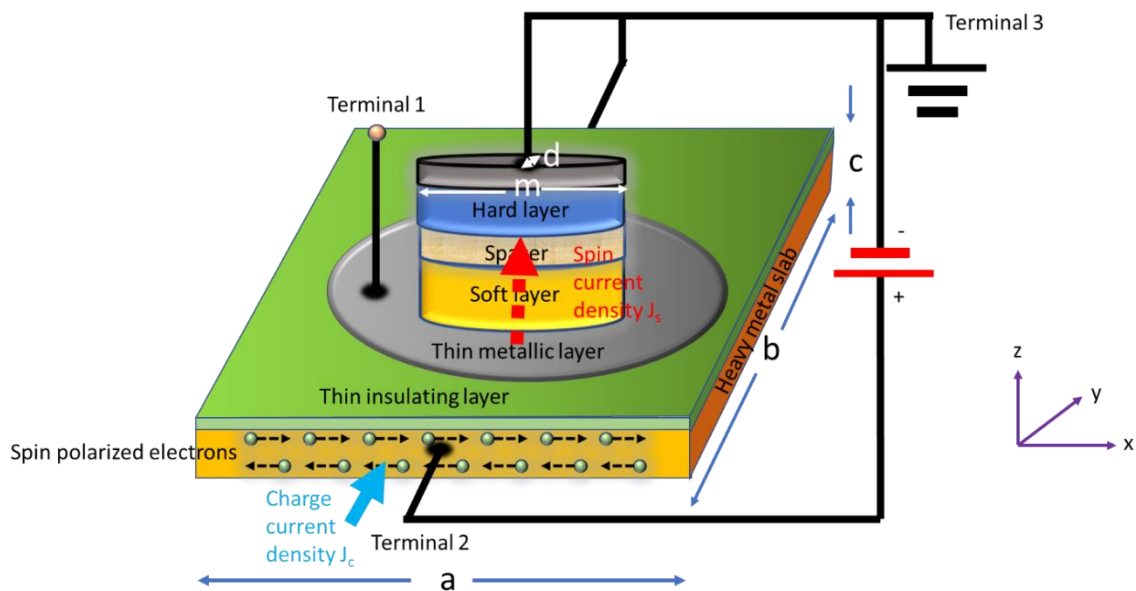 Terminal 3
Terminal 1
d
m
c
Hard layer
-
Spacer
Spin
current
density Js
Soft layer
+
Heavy metal slab
Thin metallic layer
b
z
y
Thin insulating layer
x
Spin polarized electrons
Charge
current
density Jc
Terminal 2
a